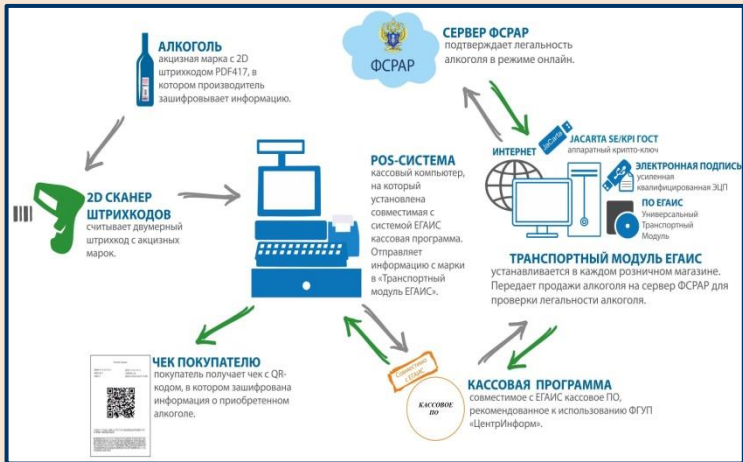 АЛКОГОЛЬ
акцизная марка с 2D
штрихкодом PDF417, в
котором производитель
зашифровывает информацию.
ФСРАР
СЕРВЕР ФСРАР
подтверждает легальность
алкоголя в режиме онлайн.
2D СКАНЕР
ШТРИХКОДОВ
считывает двумерный
штрихкод с акцизных
марок.
POS-СИСТЕМА
кассовый компьютер,
на который
установлена
совместимая с
системой ЕГАИС
кассовая программа.
Отправляет
информацию с марки
в «Транспортный
модуль ЕГАИС».
ИНТЕРНЕТ
JaCarta
JACARTA SE/KPI ГОСТ
аппаратный крипто-ключ
ЭЛЕКТРОННАЯ ПОДПИСЬ
усиленная
квалифицированная ЭЦП
ПО ЕГАИС
Универсальный
Транспортный
Модуль
ТРАНСПОРТНЫЙ МОДУЛЬ ЕГАИС
устанавливается в каждом розничном магазине.
Передает продажи алкоголя на сервер ФСРАР для
проверки легальности алкоголя.
ЧЕК ПОКУПАТЕЛЮ
покупатель получает чек с QR-
кодом, в котором зашифрована
информация о приобретенном
алкоголе.
Совместимо
с ЕГАИС
КАССОВОЕ
ПО
КАССОВАЯ ПРОГРАММА
совместимое с ЕГАИС кассовое ПО,
рекомендованное к использованию ФГУП
«ЦентрИнформ».